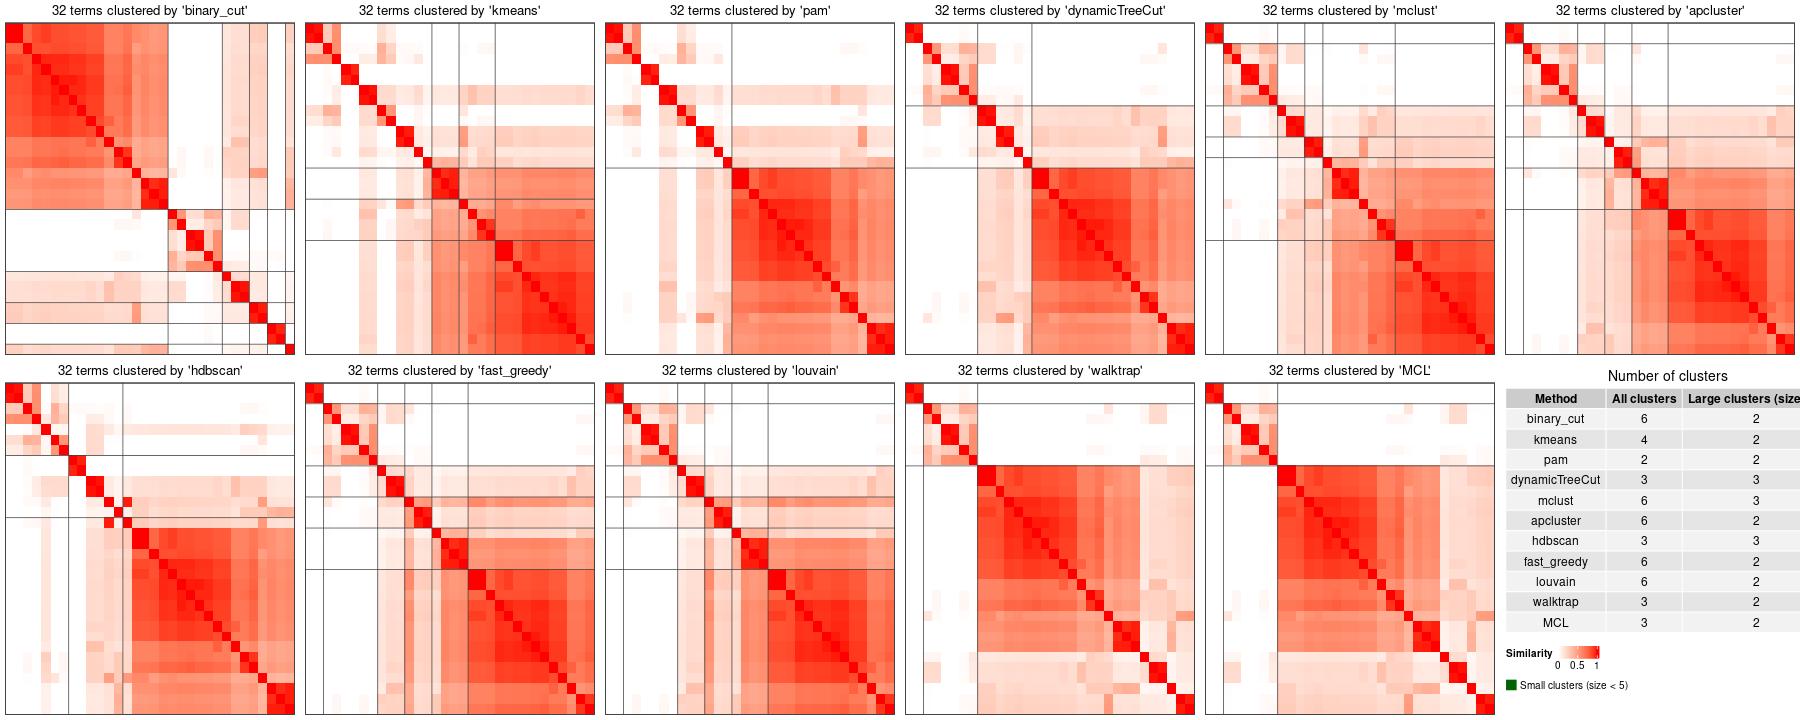 32 terms clustered by 'binary_cut'
32 terms clustered by 'kmeans'
32 terms clustered by 'pam'
32 terms clustered by 'dynamicTreeCut'
32 terms clustered by 'mclust'
32 terms clustered by 'apcluster'
32 terms clustered by 'hdbscan'
32 terms clustered by 'fast_greedy'
32 terms clustered by 'louvain'
32 terms clustered by 'walktrap'
32 terms clustered by 'MCL'
Number of clusters
Method All clusters Large clusters (size
binary_cut 6 2
kmeans 4 2
pam 2 2
dynamicTreeCut 3 3
mclust 6 3
apcluster 6 2
hdbscan 3 3
fast_greedy 6 2
louvain 6 2
walktrap 3 2
MCL 3 2
Similarity
0 0.5 1
Small clusters (size < 5)